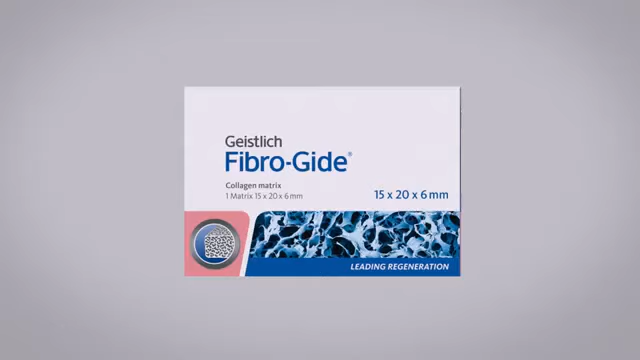 Geistlich
Fibro-Gide®
Collagen matrix
1 Matrix 15 x 20 x 6 mm
15 x 20 x 6 mm
LEADING REGENERATION